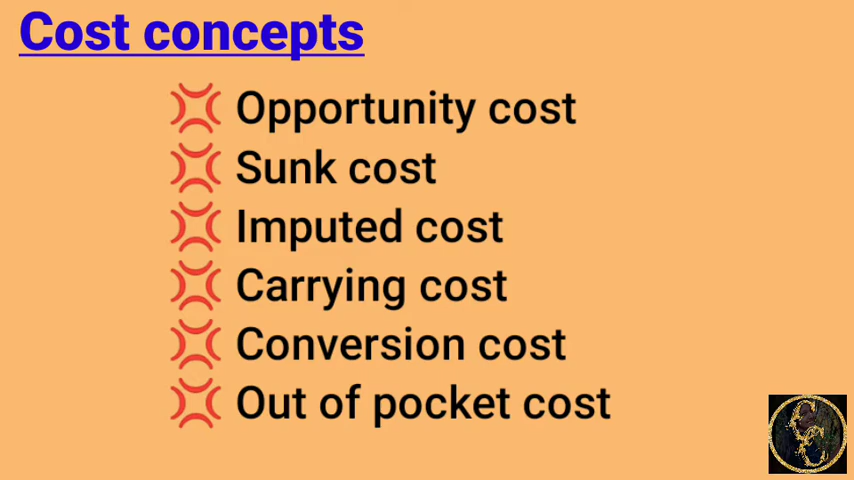 Cost concepts
Opportunity cost
Sunk cost
Imputed cost
Carrying cost
Conversion cost
Out of pocket cost